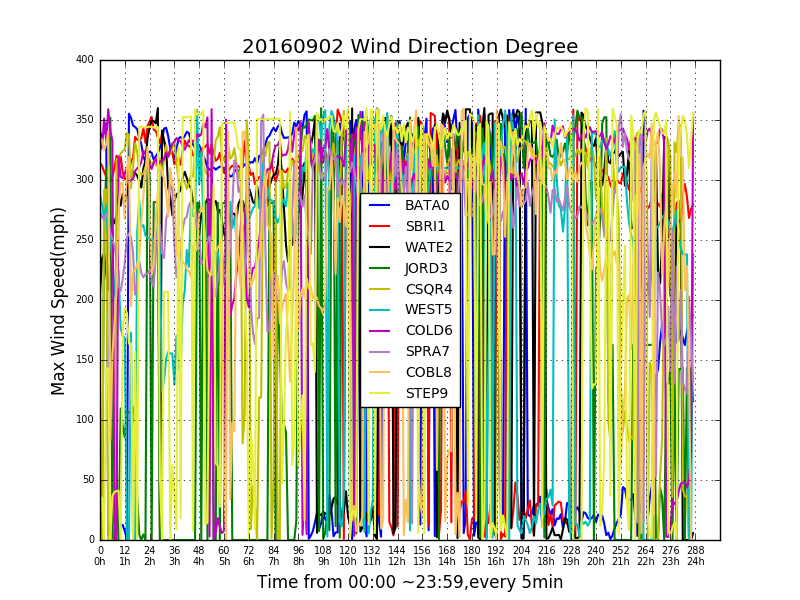 20160902 Wind Direction Degree
400
350
300
250
200
150
100
50
0
Max Wind Speed(mph)
BATA0
SBRI1
WATE2
JORD3
CSQR4
WEST5
COLD6
SPRA7
COBL8
STEP9
0 12 24 36 48 60 72 84 96 108 120 132 144 156 168 180 192 204 216 228 240 252 264 276 288
0h 1h 2h 3h 4h 5h 6h 7h 8h 9h 10h 11h 12h 13h 14h 15h 16h 17h 18h 19h 20h 21h 22h 23h 24h
Time from 00:00 ~23:59,every 5min